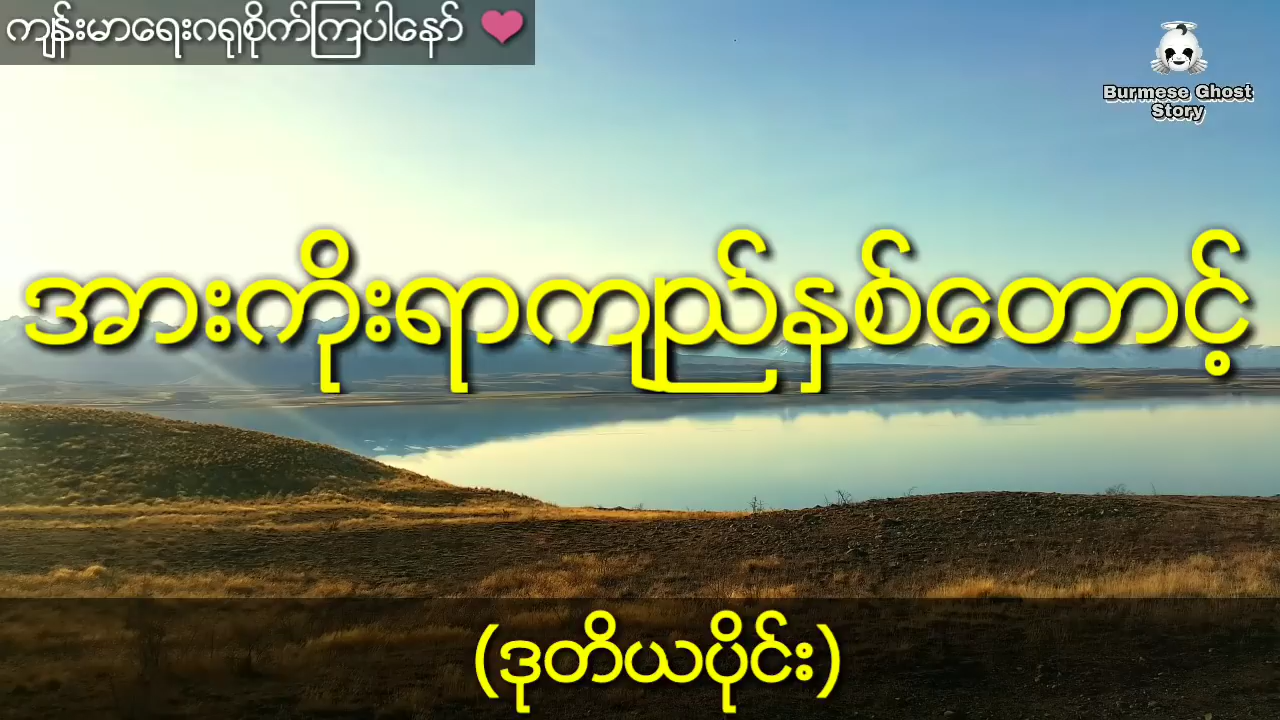 ကျန်းမာရေးဂရုစိုက်ကြပါနော် ❤
Burmese Ghost
Story
အားကိုးရာကျည်နှစ်တောင့်
(ဒုတိယပိုင်း)